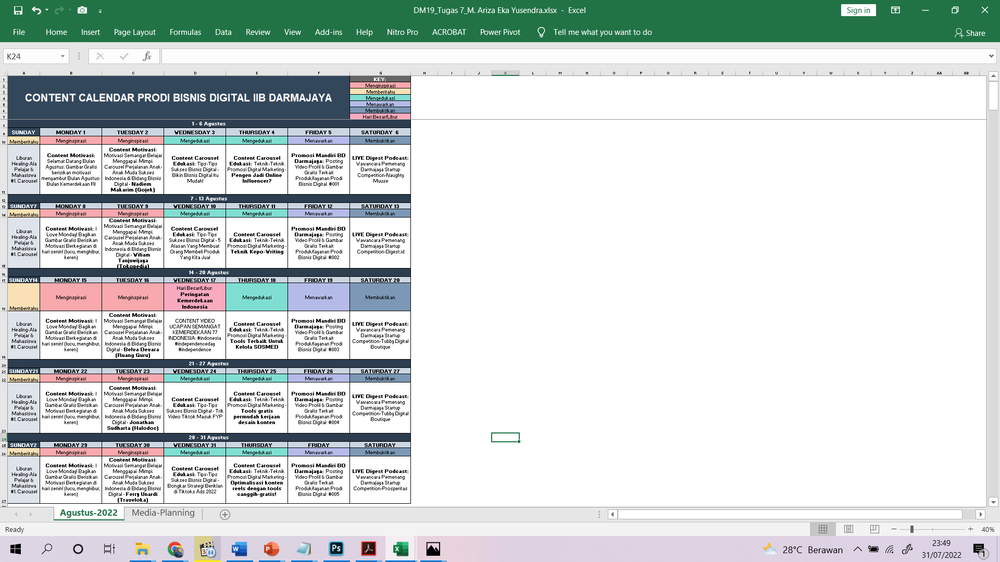 DM19_Tugas 7_M. Ariza Eka Yusendra.xlsx - Excel
Sign in
File Home Insert Page Layout Formulas Data Review View Add-ins Help Nitro Pro ACROBAT Power Pivot Tell me what you want to do Share
K24
fx
A B C D E F G H I J K L M N O P Q R S T U V W X Y Z AA AB
CONTENT CALENDAR PRODI BISNIS DIGITAL IIB DARMAJAYA
KEY:
Menginspirasi
Memberitahu
Mengedukasi
Menawarkan
Membuktikan
Hari Besar/Libur
1 - 6 Agustus
SUNDAY MONDAY 1 TUESDAY 2 WEDNESDAY 3 THURSDAY 4 FRIDAY 5 SATURDAY 6
Memberitahu Menginspirasi Menginspirasi Mengedukasi Mengedukasi Menawarkan Membuktikan
Liburan
Healing-Ala
Pelajar &
Mahasiswa
#1. Carousel
Content Motivasi:
Selamat Datang Bulan
Agustus. Gambar Grafis
berisikan motivasi
menyambut Bulan Agustus-
Bulan Kemerdekaan RI
Content Motivasi:
Motivasi Semangat Belajar
Menggapai Mimpi.
Carousel Perjalanan Anak-
Anak Muda Sukses
Indonesia di Bidang Bisnis
Digital - Nadiem
Makarim (Gojek)
Content Carousel
Edukasi: Tips-Tips
Sukses Bisnis Digital -
Bikin Bisnis Digital Itu
Mudah!
Content Carousel
Edukasi: Teknik-Teknik
Promosi Digital Marketing -
Pengen Jadi Online
Influencer?
Promosi Mandiri BD
Darmajaya: Posting
Video Profil & Gambar
Grafis Terkait
Produk/layanan Prodi
Bisnis Digital #001
LIVE Digest Podcast:
Wawancara Pemenang
Darmajaya Startup
Competition-Naughty
Muuse
7 - 13 Agustus
SUNDAY7 MONDAY 8 TUESDAY 9 WEDNESDAY 10 THURSDAY 11 FRIDAY 12 SATURDAY 13
Memberitahu Menginspirasi Menginspirasi Mengedukasi Mengedukasi Menawarkan Membuktikan
Liburan
Healing-Ala
Pelajar &
Mahasiswa
#1. Carousel
Content Motivasi: I
Love Monday! Bagikan
Gambar Grafis Berisikan
Motivasi Berkegiatan di
hari senin! (lucu, menghibur,
keren)
Content Motivasi:
Motivasi Semangat Belajar
Menggapai Mimpi.
Carousel Perjalanan Anak-
Anak Muda Sukses
Indonesia di Bidang Bisnis
Digital - Wiliam
Tanjuwijaya
(Tokopedia)
Content Carousel
Edukasi: Tips-Tips
Sukses Bisnis Digital - 5
Alasan Yang Membuat
Orang Membeli Produk
Yang Kita Jual
Content Carousel
Edukasi: Teknik-Teknik
Promosi Digital Marketing -
Teknik Kepo-Writing
Promosi Mandiri BD
Darmajaya: Posting
Video Profil & Gambar
Grafis Terkait
Produk/layanan Prodi
Bisnis Digital #002
LIVE Digest Podcast:
Wawancara Pemenang
Darmajaya Startup
Competition-Digest.id
14 - 20 Agustus
SUNDAY14 MONDAY 15 TUESDAY 16 WEDNESDAY 17 THURSDAY 18 FRIDAY 19 SATURDAY 20
Memberitahu Menginspirasi Menginspirasi
Hari Besar/Libur:
Peringatan
Kemerdekaan
Indonesia
Mengedukasi Menawarkan Membuktikan
Liburan
Healing-Ala
Pelajar &
Mahasiswa
#1. Carousel
Content Motivasi: I
Love Monday! Bagikan
Gambar Grafis Berisikan
Motivasi Berkegiatan di
hari senin! (lucu, menghibur,
keren)
Content Motivasi:
Motivasi Semangat Belajar
Menggapai Mimpi.
Carousel Perjalanan Anak-
Anak Muda Sukses
Indonesia di Bidang Bisnis
Digital - Belva Devara
(Ruang Guru)
CONTENT VIDEO
UCAPAN SEMANGAT
KEMERDEKAAN 77
INDONESIA: #indonesia
#independenceday
#independence
Content Carousel
Edukasi: Teknik-Teknik
Promosi Digital Marketing -
Tools Terbaik Untuk
Kelola SOSMED
Promosi Mandiri BD
Darmajaya: Posting
Video Profil & Gambar
Grafis Terkait
Produk/layanan Prodi
Bisnis Digital #003
LIVE Digest Podcast:
Wawancara Pemenang
Darmajaya Startup
Competition-Tubby Digital
Boutique
21 - 27 Agustus
SUNDAY21 MONDAY 22 TUESDAY 23 WEDNESDAY 24 THURSDAY 25 FRIDAY 26 SATURDAY 27
Memberitahu Menginspirasi Menginspirasi Mengedukasi Mengedukasi Menawarkan Membuktikan
Liburan
Healing-Ala
Pelajar &
Mahasiswa
#1. Carousel
Content Motivasi: I
Love Monday! Bagikan
Gambar Grafis Berisikan
Motivasi Berkegiatan di
hari senin! (lucu, menghibur,
keren)
Content Motivasi:
Motivasi Semangat Belajar
Menggapai Mimpi.
Carousel Perjalanan Anak-
Anak Muda Sukses
Indonesia di Bidang Bisnis
Digital - Jonathan
Sudharta (Halodoc)
Content Carousel
Edukasi: Tips-Tips
Sukses Bisnis Digital - Trik
Video Tiktok Masuk FYP
Content Carousel
Edukasi: Teknik-Teknik
Promosi Digital Marketing -
Tools gratis
permudah kerjaan
desain konten
Promosi Mandiri BD
Darmajaya: Posting
Video Profil & Gambar
Grafis Terkait
Produk/layanan Prodi
Bisnis Digital #004
LIVE Digest Podcast:
Wawancara Pemenang
Darmajaya Startup
Competition-Tubby Digital
Boutique
28 - 31 Agustus
SUNDAY2 MONDAY 29 TUESDAY 30 WEDNESDAY 31 THURSDAY FRIDAY SATURDAY
Memberitahu Menginspirasi Menginspirasi Mengedukasi Mengedukasi Menawarkan Membuktikan
Liburan
Healing-Ala
Pelajar &
Mahasiswa
#1. Carousel
Content Motivasi: I
Love Monday! Bagikan
Gambar Grafis Berisikan
Motivasi Berkegiatan di
hari senin! (lucu, menghibur,
keren)
Content Motivasi:
Motivasi Semangat Belajar
Menggapai Mimpi.
Carousel Perjalanan Anak-
Anak Muda Sukses
Indonesia di Bidang Bisnis
Digital - Ferry Unardi
(Traveloka)
Content Carousel
Edukasi: Tips-Tips
Sukses Bisnis Digital -
Bongkar Strategi Beriklan
di Tiktoks Ads 2022
Content Carousel
Edukasi: Teknik-Teknik
Promosi Digital Marketing -
Optimalisasi konten
reels dengan tools
canggih-gratis!
Promosi Mandiri BD
Darmajaya: Posting
Video Profil & Gambar
Grafis Terkait
Produk/layanan Prodi
Bisnis Digital #005
LIVE Digest Podcast:
Wawancara Pemenang
Darmajaya Startup
Competition-Prosperitas
Agustus-2022 Media-Planning
Ready
40%
28°C Berawan
23:49
31/07/2022
1